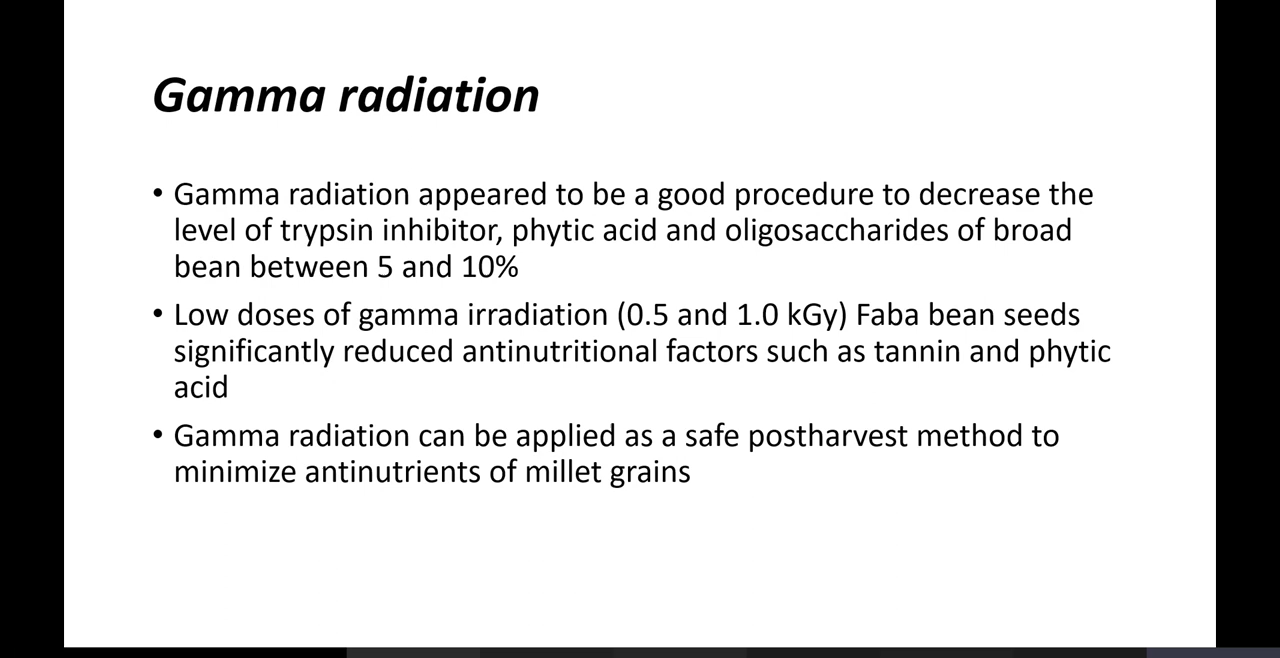 Gamma radiation
• Gamma radiation appeared to be a good procedure to decrease the
level of trypsin inhibitor, phytic acid and oligosaccharides of broad
bean between 5 and 10%
• Low doses of gamma irradiation (0.5 and 1.0 kGy) Faba bean seeds
significantly reduced antinutritional factors such as tannin and phytic
acid
• Gamma radiation can be applied as a safe postharvest method to
minimize antinutrients of millet grains